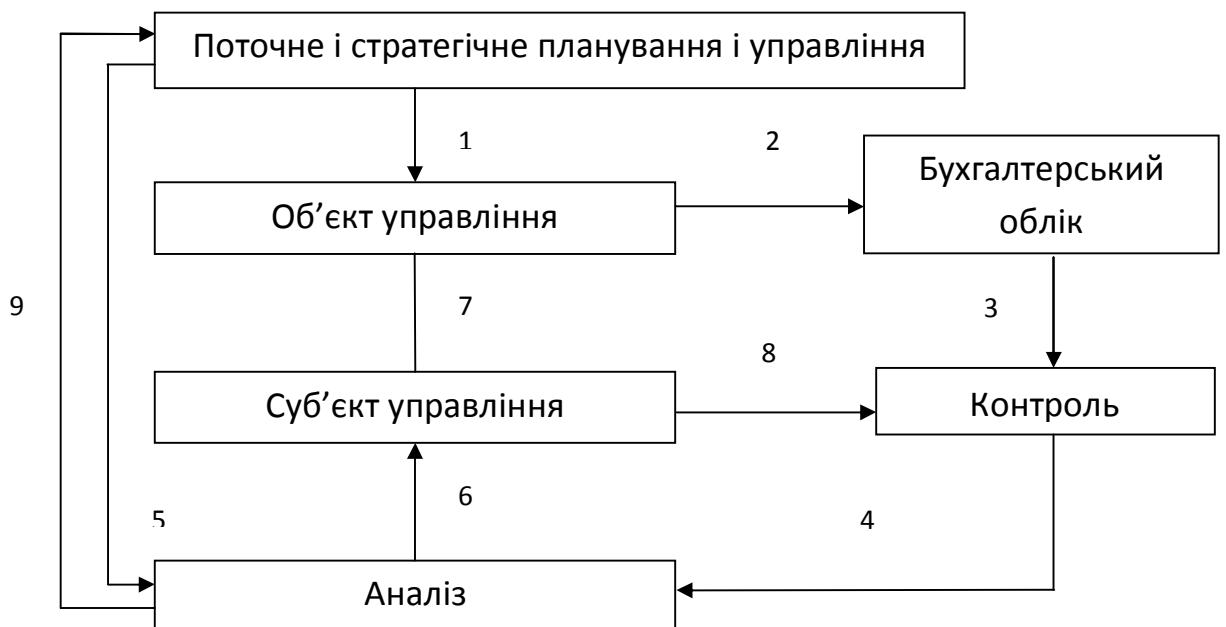 Поточне і стратегічне планування і управління
1
2
Бухгалтерський
облік
Об’єкт управління
9
7
3
8
Суб’єкт управління
Контроль
6
5
4
Аналіз